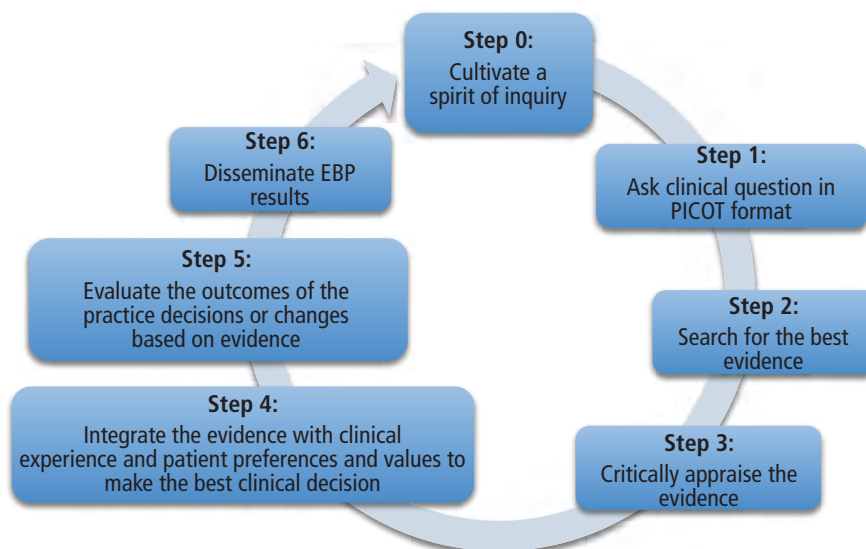 Step 0:
Cultivate a
spirit of inquiry
Step 1:
Ask clinical question in
PICOT format
Step 2:
Search for the best
evidence
Step 3:
Critically appraise the
evidence
Step 4:
Integrate the evidence with clinical
experience and patient preferences and values to
make the best clinical decision
Step 5:
Evaluate the outcomes of the
practice decisions or changes
based on evidence
Step 6:
Disseminate EBP
results